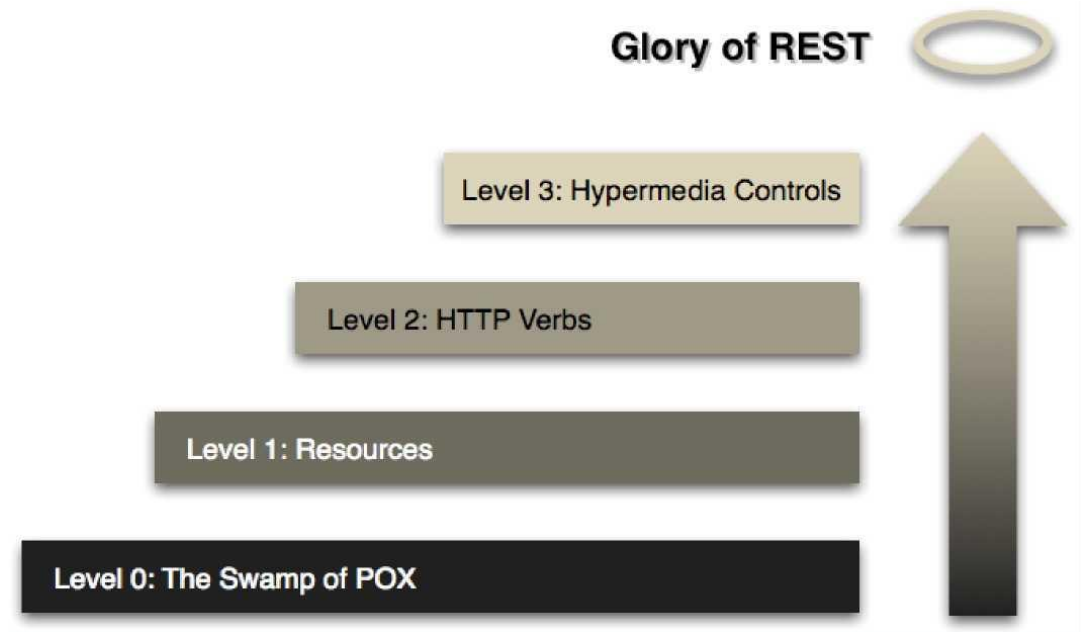 Glory of REST
Level 3: Hypermedia Controls
Level 2: HTTP Verbs
Level 1: Resources
Level 0: The Swamp of POX